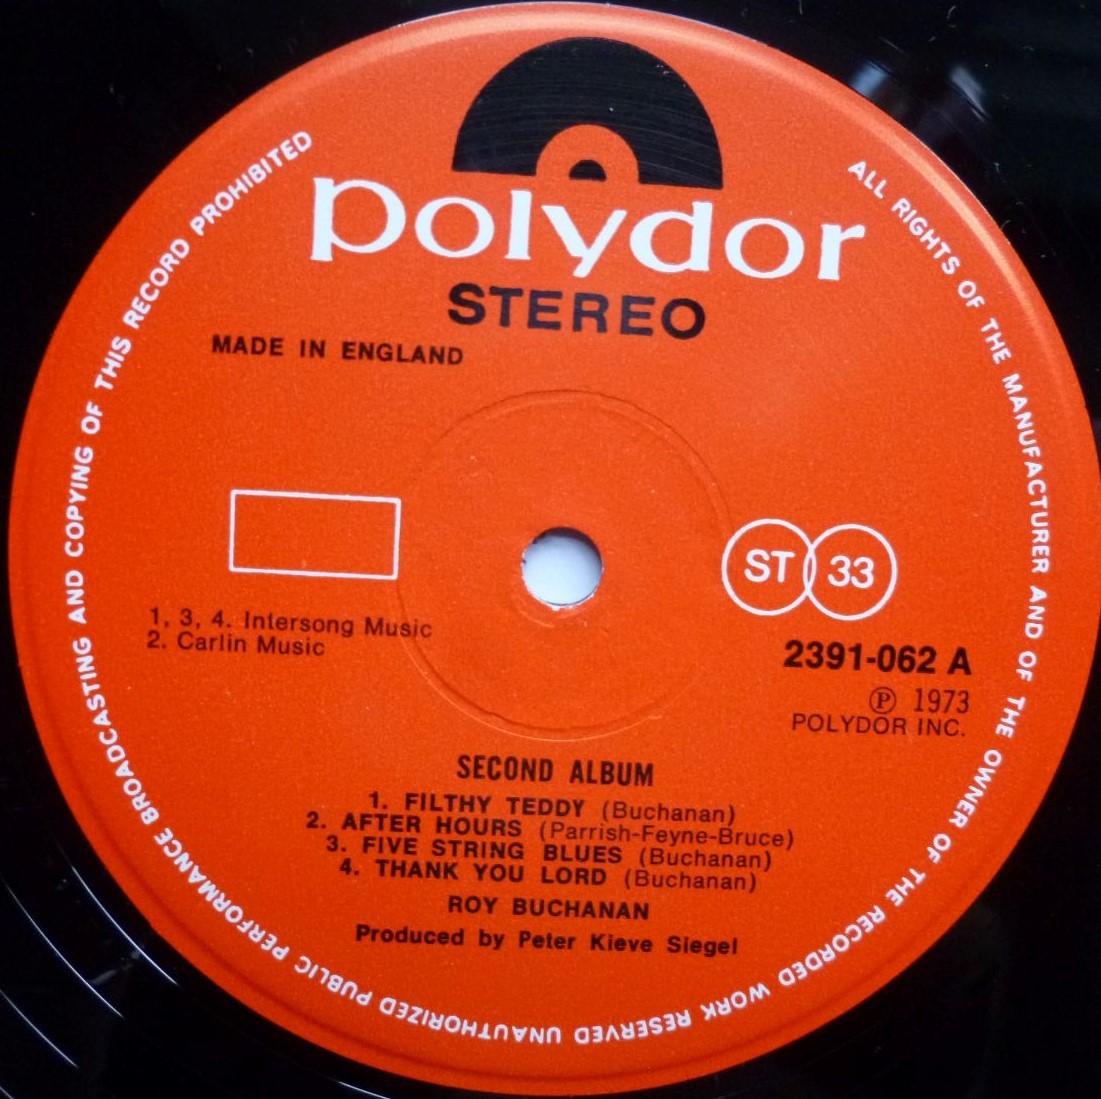 polydor
STEREO
MADE IN ENGLAND
ST 33
1, 3, 4. Intersong Music
2. Carlin Music
2391-062 A
℗ 1973
POLYDOR INC.
SECOND ALBUM
1. FILTHY TEDDY (Buchanan)
2. AFTER HOURS (Parrish-Feyne-Bruce)
3. FIVE STRING BLUES (Buchanan)
4. THANK YOU LORD (Buchanan)
ROY BUCHANAN
Produced by Peter Kieve Siegel
ALL RIGHTS OF THE MANUFACTURER AND OF THE OWNER OF THE RECORDED WORK RESERVED UNAUTHORIZED PUBLIC PERFORMANCE BROADCASTING AND COPYING OF THIS RECORD PROHIBITED